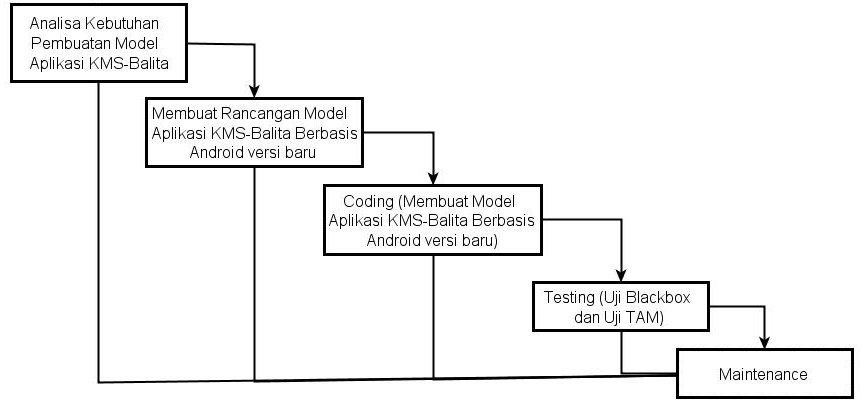 Analisa Kebutuhan
Pembuatan Model
Aplikasi KMS-Balita
Membuat Rancangan Model
Aplikasi KMS-Balita Berbasis
Android versi baru
Coding (Membuat Model
Aplikasi KMS-Balita Berbasis
Android versi baru)
Testing (Uji Blackbox
dan Uji TAM)
Maintenance